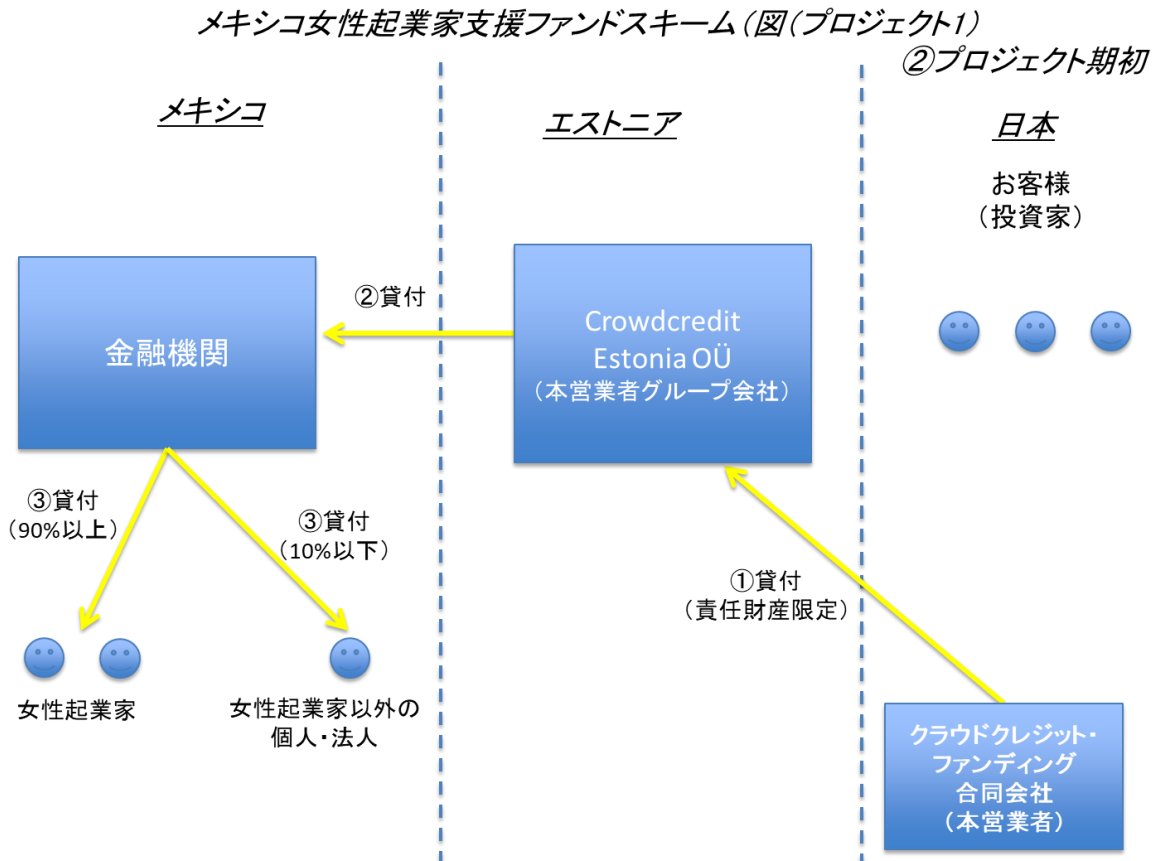 メキシコ女性起業家支援ファンドスキーム(図(プロジェクト1)
②プロジェクト期初
メキシコ
エストニア
日本
お客様
(投資家)
金融機関
②貸付
Crowdcredit
Estonia OÜ
(本営業者グループ会社)
③貸付
(90%以上)
③貸付
(10%以下)
①貸付
(責任財産限定)
女性起業家
女性起業家以外の
個人・法人
クラウドクレジット・
ファンディング
合同会社
(本営業者)